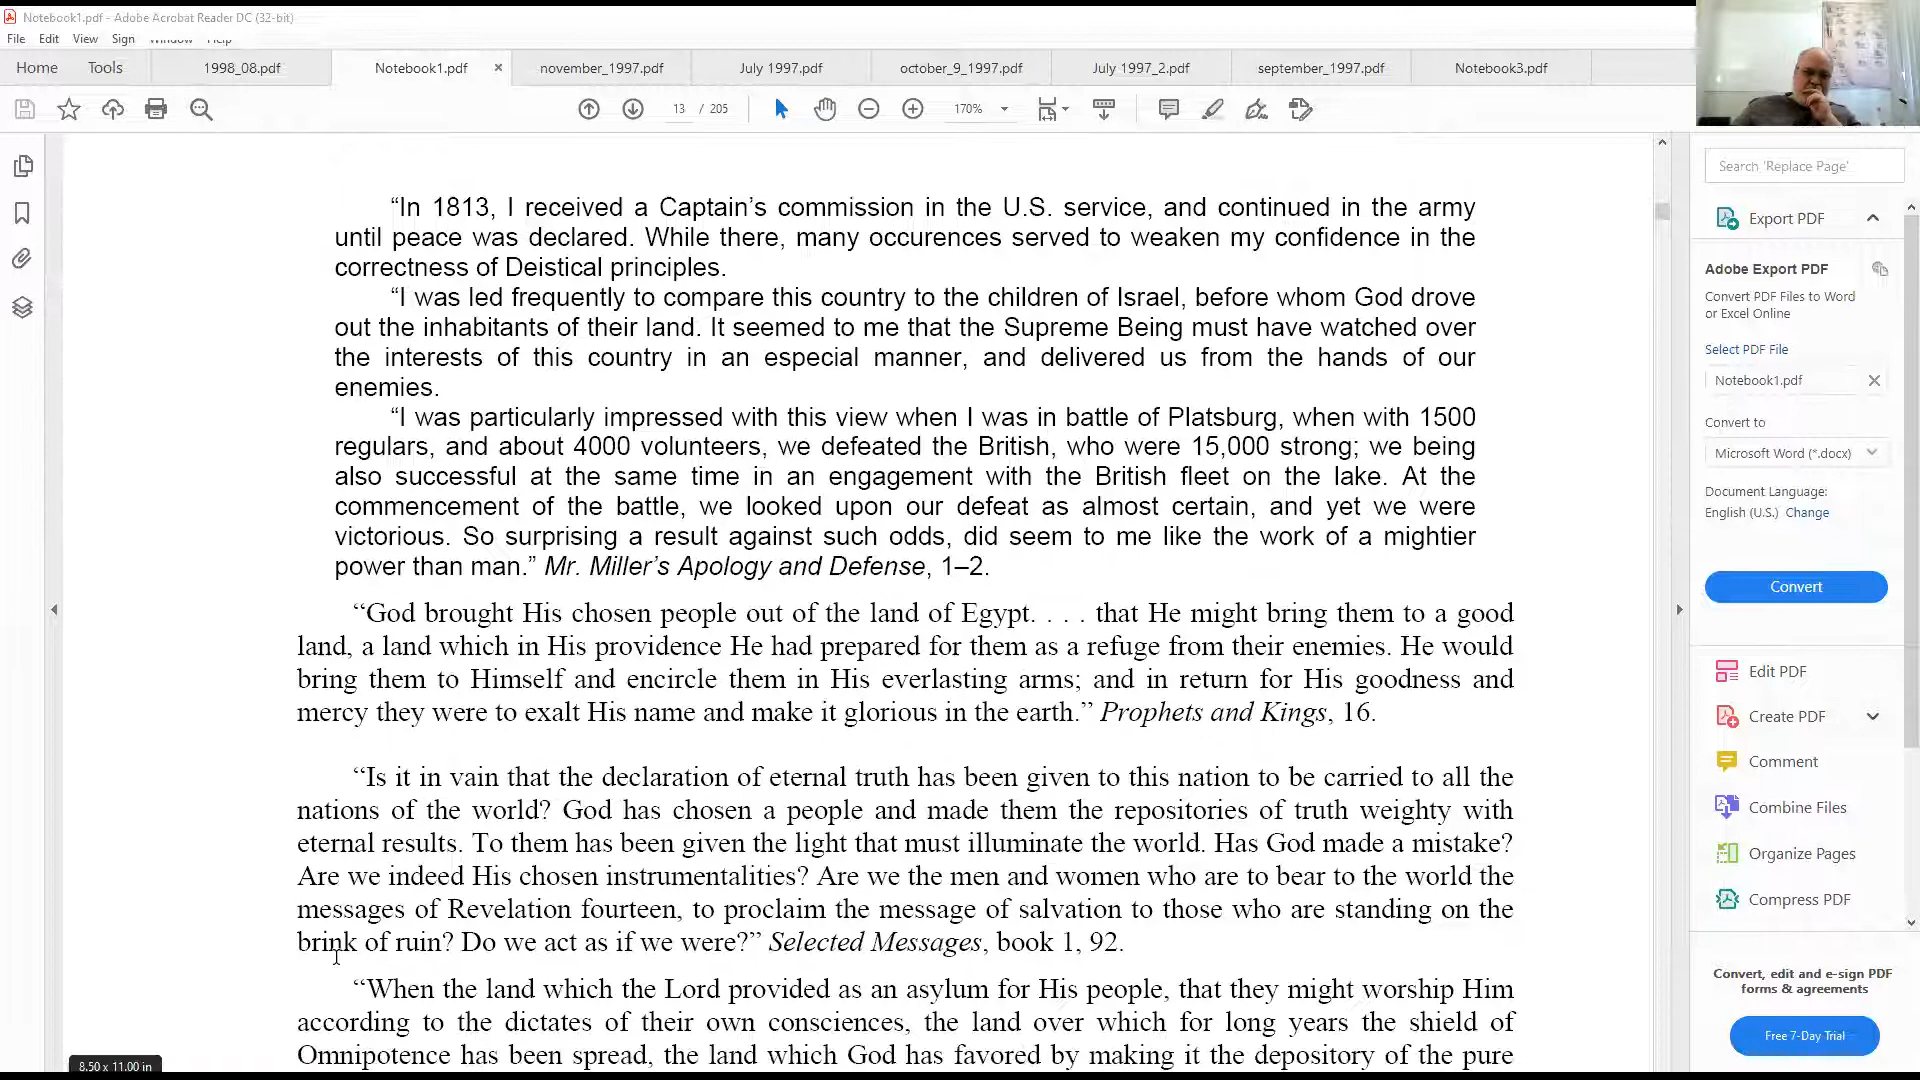 Notebook1.pdf - Adobe Acrobat Reader DC (32-bit)
File Edit View Sign Window Help
Home Tools 1998_08.pdf Notebook1.pdf × november_1997.pdf July 1997.pdf october_9_1997.pdf July 1997_2.pdf september_1997.pdf Notebook3.pdf
13 / 205 170%
“In 1813, I received a Captain’s commission in the U.S. service, and continued in the army
until peace was declared. While there, many occurences served to weaken my confidence in the
correctness of Deistical principles.
“I was led frequently to compare this country to the children of Israel, before whom God drove
out the inhabitants of their land. It seemed to me that the Supreme Being must have watched over
the interests of this country in an especial manner, and delivered us from the hands of our
enemies.
“I was particularly impressed with this view when I was in battle of Platsburg, when with 1500
regulars, and about 4000 volunteers, we defeated the British, who were 15,000 strong; we being
also successful at the same time in an engagement with the British fleet on the lake. At the
commencement of the battle, we looked upon our defeat as almost certain, and yet we were
victorious. So surprising a result against such odds, did seem to me like the work of a mightier
power than man.” Mr. Miller’s Apology and Defense, 1–2.
“God brought His chosen people out of the land of Egypt. . . . that He might bring them to a good
land, a land which in His providence He had prepared for them as a refuge from their enemies. He would
bring them to Himself and encircle them in His everlasting arms; and in return for His goodness and
mercy they were to exalt His name and make it glorious in the earth.” Prophets and Kings, 16.
“Is it in vain that the declaration of eternal truth has been given to this nation to be carried to all the
nations of the world? God has chosen a people and made them the repositories of truth weighty with
eternal results. To them has been given the light that must illuminate the world. Has God made a mistake?
Are we indeed His chosen instrumentalities? Are we the men and women who are to bear to the world the
messages of Revelation fourteen, to proclaim the message of salvation to those who are standing on the
brink of ruin? Do we act as if we were?” Selected Messages, book 1, 92.
“When the land which the Lord provided as an asylum for His people, that they might worship Him
according to the dictates of their own consciences, the land over which for long years the shield of
Omnipotence has been spread, the land which God has favored by making it the depository of the pure
8.50 x 11.00 in
Search 'Replace Page'
Export PDF
Adobe Export PDF
Convert PDF Files to Word
or Excel Online
Select PDF File
Notebook1.pdf
Convert to
Microsoft Word (*.docx)
Document Language:
English (U.S.) Change
Convert
Edit PDF
Create PDF
Comment
Combine Files
Organize Pages
Compress PDF
Convert, edit and e-sign PDF
forms & agreements
Free 7-Day Trial